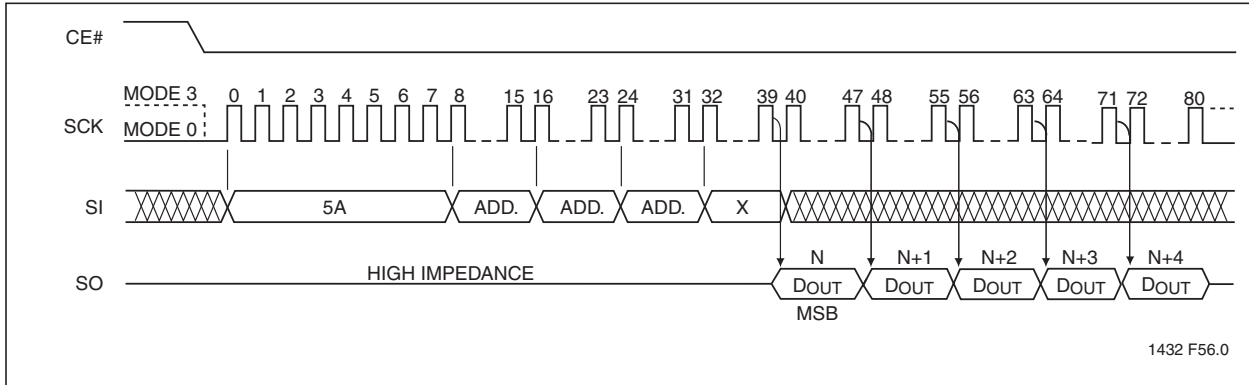 CE#
MODE 3 0 1 2 3 4 5 6 7 8 15 16 23 24 31 32 39 40 47 48 55 56 63 64 71 72 80
SCK MODE 0
SI 5A ADD. ADD. ADD. X
N N+1 N+2 N+3 N+4
SO HIGH IMPEDANCE DOUT DOUT DOUT DOUT DOUT
MSB
1432 F56.0